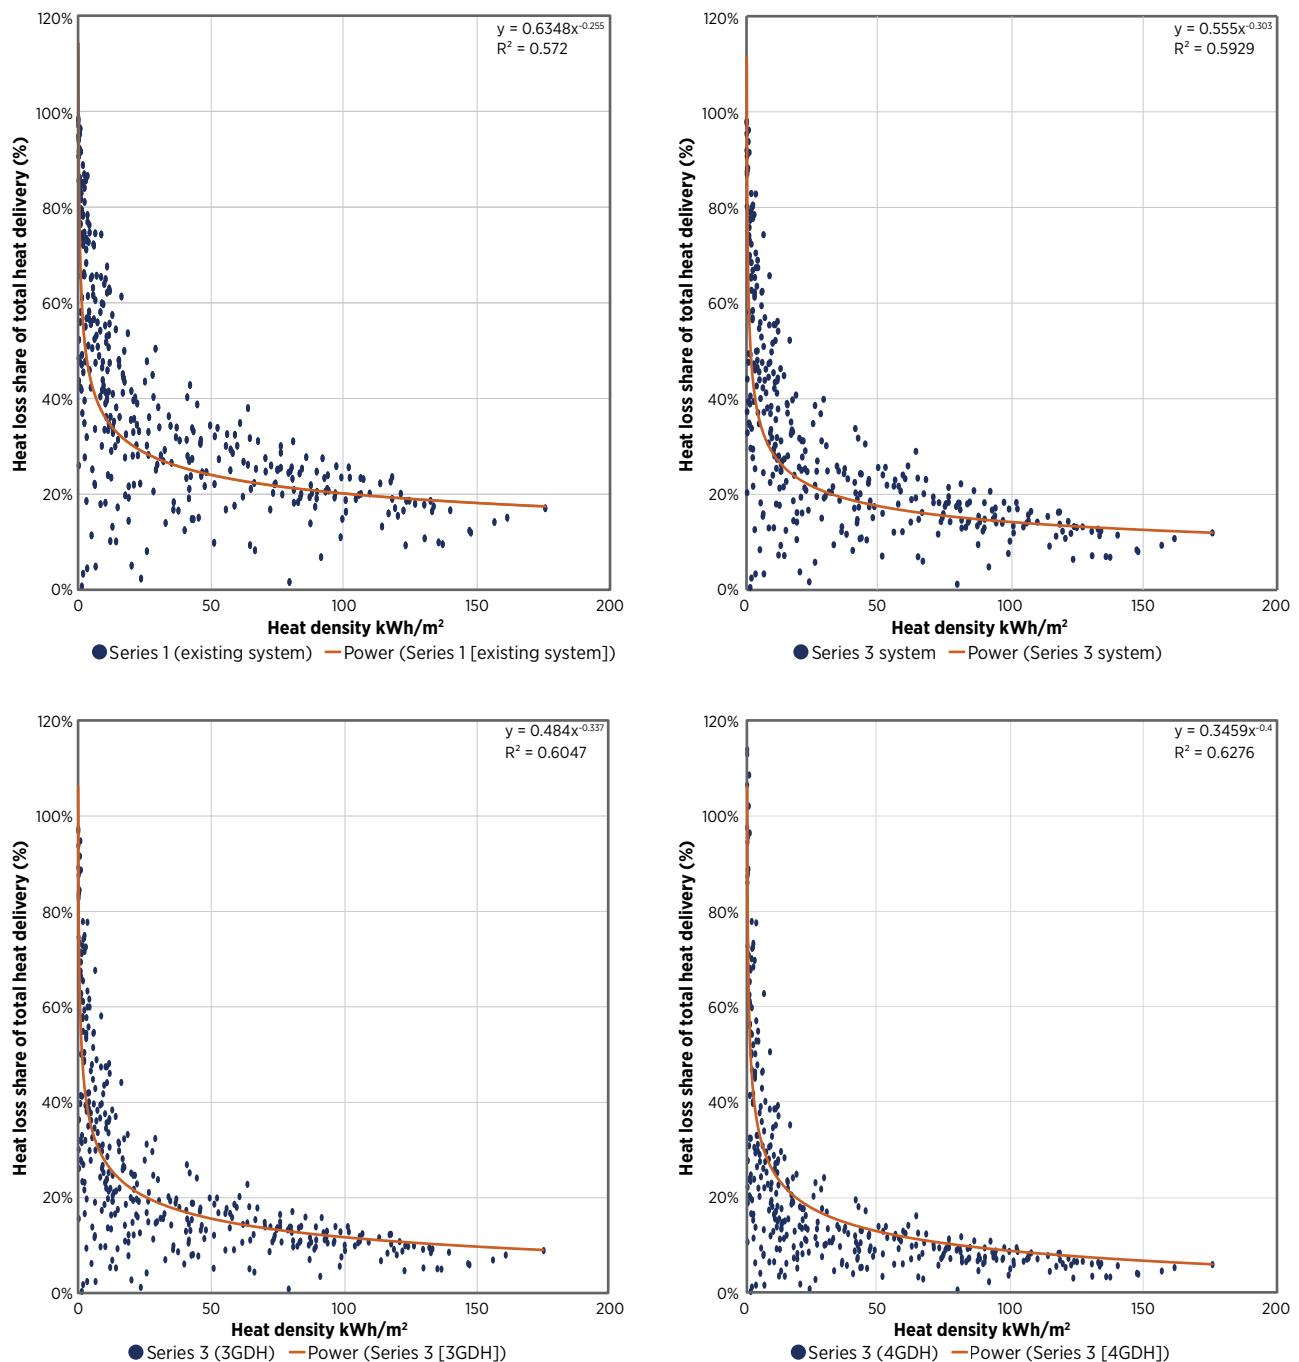 120%
100%
80%
60%
40%
20%
0%
Heat loss share of total heat delivery (%)
y = 0.6348x^-0.255
R² = 0.572
0 50 100 150 200
Heat density kWh/m²
Series 1 (existing system) Power (Series 1 [existing system])
120%
100%
80%
60%
40%
20%
0%
Heat loss share of total heat delivery (%)
y = 0.555x^-0.303
R² = 0.5929
0 50 100 150 200
Heat density kWh/m²
Series 3 system Power (Series 3 system)
120%
100%
80%
60%
40%
20%
0%
Heat loss share of total heat delivery (%)
y = 0.484x^-0.337
R² = 0.6047
0 50 100 150 200
Heat density kWh/m²
Series 3 (3GDH) Power (Series 3 [3GDH])
120%
100%
80%
60%
40%
20%
0%
Heat loss share of total heat delivery (%)
y = 0.3459x^-0.4
R² = 0.6276
0 50 100 150 200
Heat density kWh/m²
Series 3 (4GDH) Power (Series 3 [4GDH])